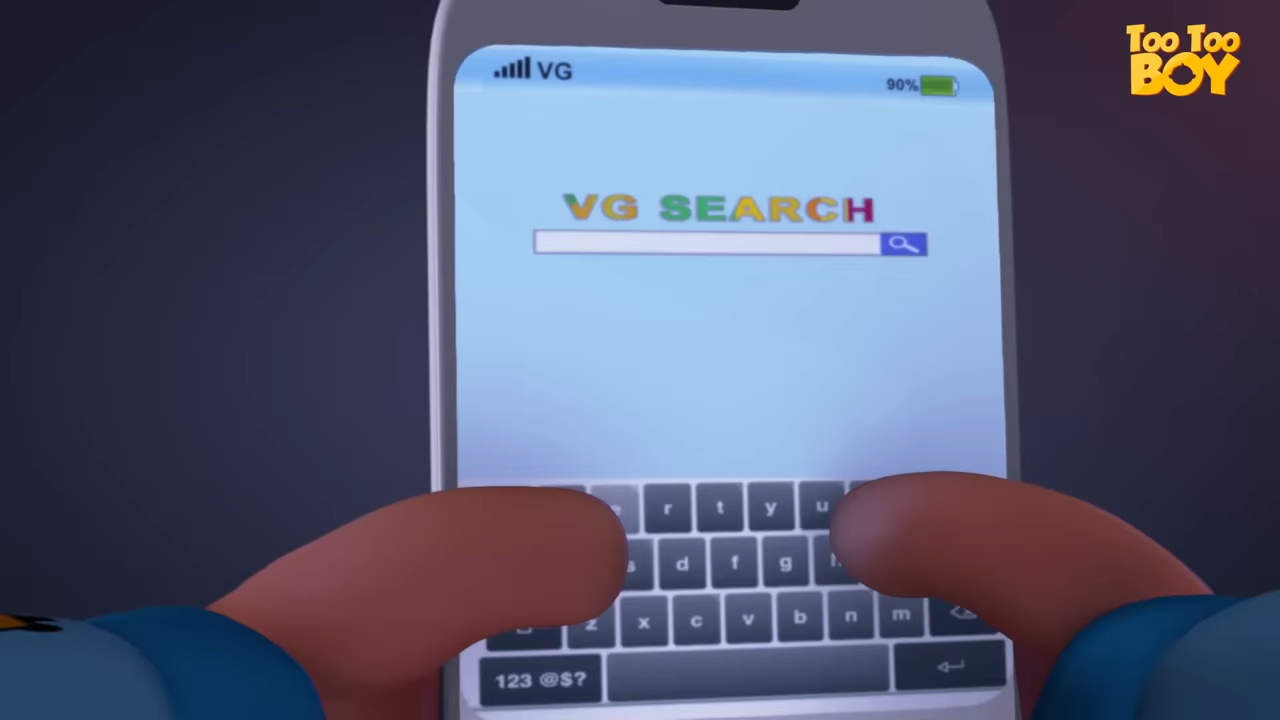 VG
90%
TOO TOO
BOY
VG SEARCH
e r t y u
s d f g h
z x c v b n m
123 @$?